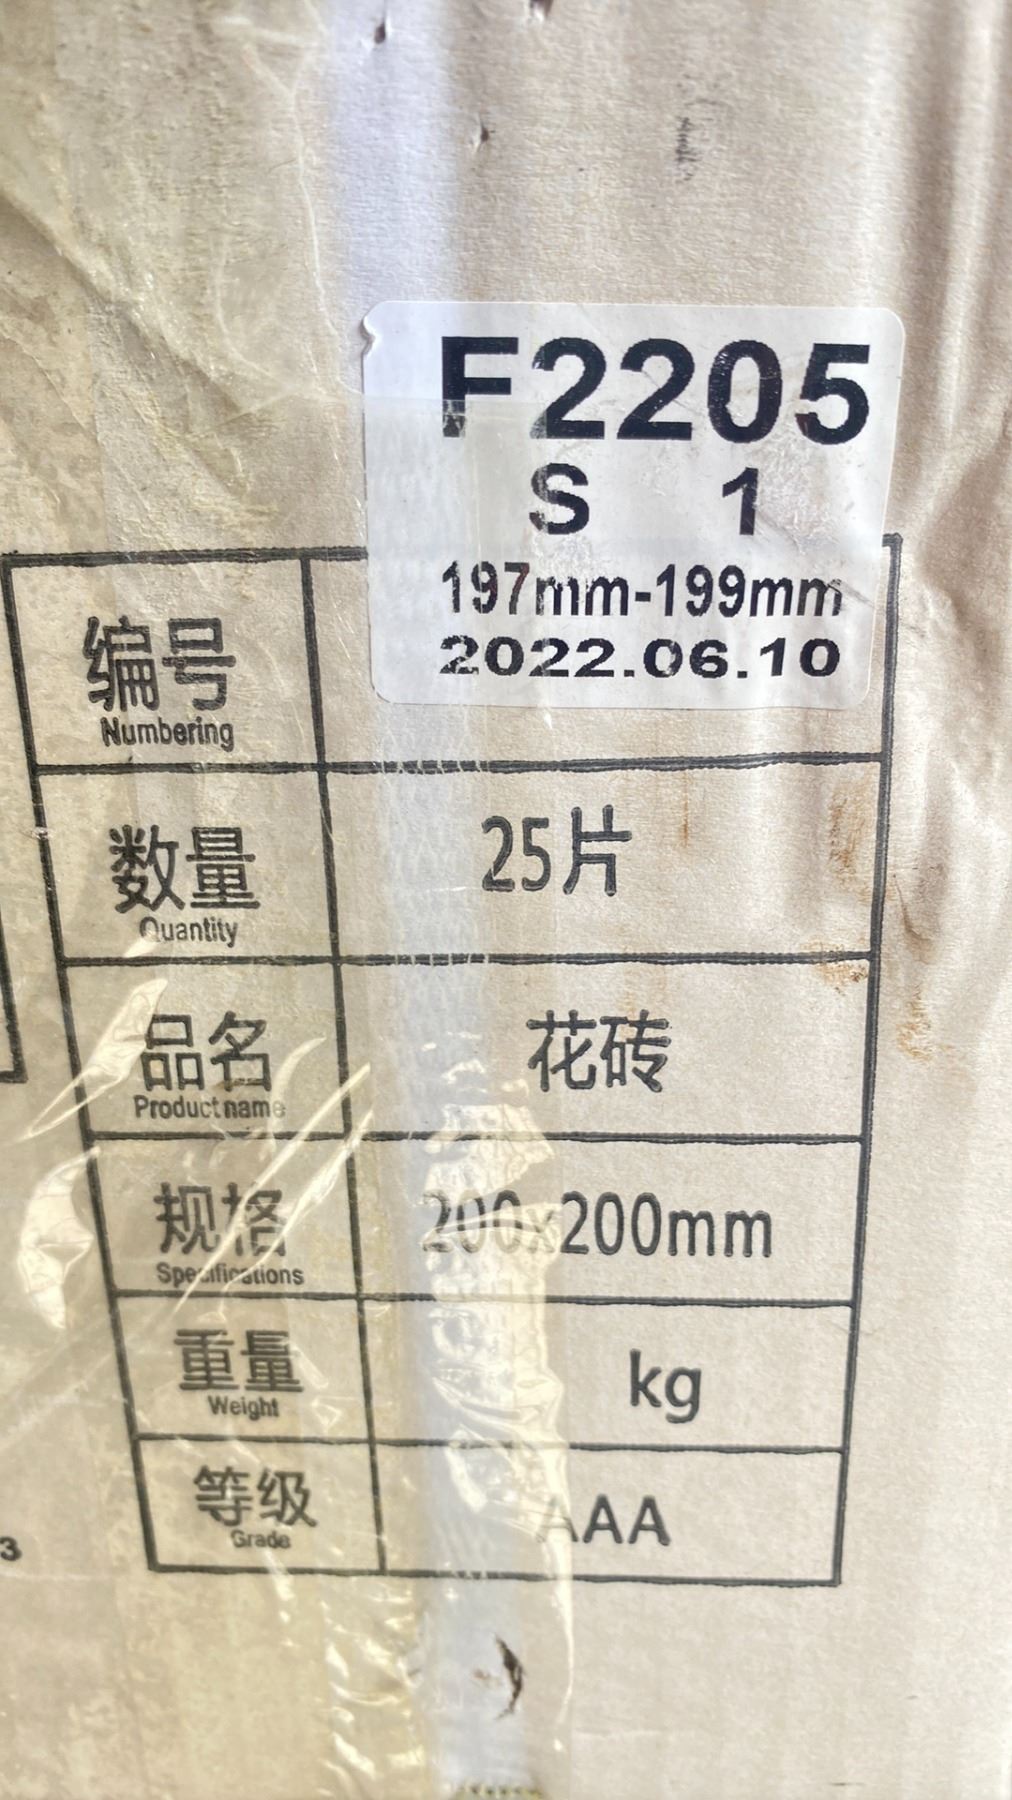 F2205
S 1
197mm-199mm
2022.06.10
编号
Numbering
数量
Quantity
25片
品名
Product name
花砖
规格
Specifications
200x200mm
重量
Weight
kg
等级
Grade
AAA
3